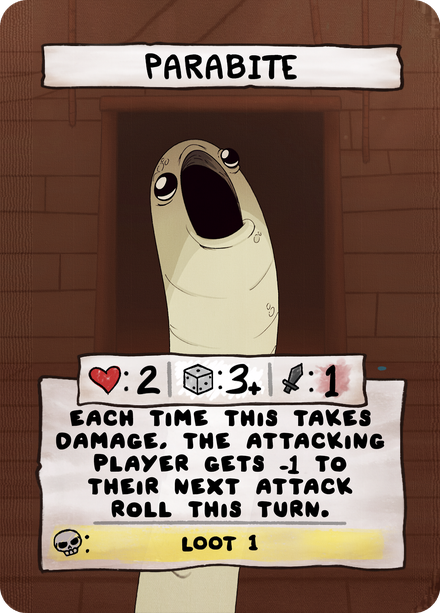 PARABITE
: 2 : 3+ : 1
EACH TIME THIS TAKES
DAMAGE, THE ATTACKING
PLAYER GETS -1 TO
THEIR NEXT ATTACK
ROLL THIS TURN.
: LOOT 1